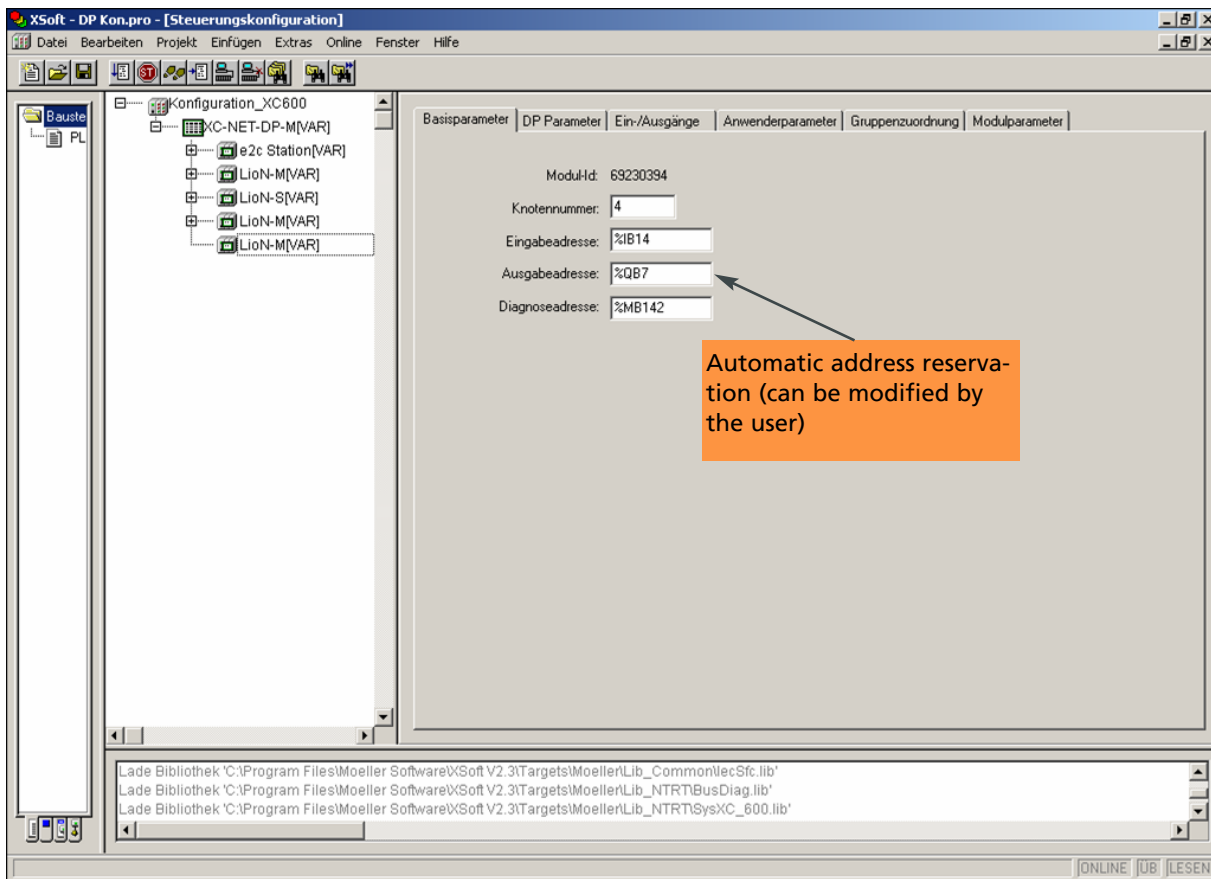 XSoft - DP Kon.pro - [Steuerungskonfiguration]
Datei Bearbeiten Projekt Einfügen Extras Online Fenster Hilfe
Bauste
PL
Konfiguration_XC600
XC-NET-DP-M[VAR]
e2c Station[VAR]
LioN-M[VAR]
LioN-S[VAR]
LioN-M[VAR]
LioN-M[VAR]
Basisparameter DP Parameter Ein-/Ausgänge Anwenderparameter Gruppenzuordnung Modulparameter
Modul-Id: 69230394
Knotennummer: 4
Eingabeadresse: %IB14
Ausgabeadresse: %QB7
Diagnoseadresse: %MB142
Automatic address reserva-
tion (can be modified by
the user)
Lade Bibliothek 'C:\Program Files\Moeller Software\XSoft V2.3\Targets\Moeller\Lib_Common\IecSfc.lib'
Lade Bibliothek 'C:\Program Files\Moeller Software\XSoft V2.3\Targets\Moeller\Lib_NTRT\BusDiag.lib'
Lade Bibliothek 'C:\Program Files\Moeller Software\XSoft V2.3\Targets\Moeller\Lib_NTRT\SysXC_600.lib'
ONLINE ÜB LESEN